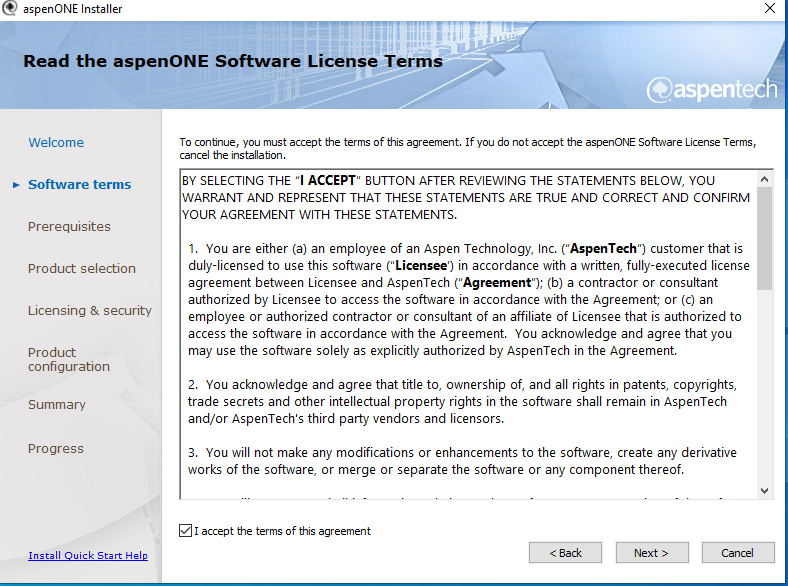 aspenONE Installer
Read the aspenONE Software License Terms
aspentech
Welcome
Software terms
Prerequisites
Product selection
Licensing & security
Product
configuration
Summary
Progress
Install Quick Start Help
To continue, you must accept the terms of this agreement. If you do not accept the aspenONE Software License Terms,
cancel the installation.
BY SELECTING THE “I ACCEPT” BUTTON AFTER REVIEWING THE STATEMENTS BELOW, YOU
WARRANT AND REPRESENT THAT THESE STATEMENTS ARE TRUE AND CORRECT AND CONFIRM
YOUR AGREEMENT WITH THESE STATEMENTS.
1. You are either (a) an employee of an Aspen Technology, Inc. (“AspenTech”) customer that is
duly-licensed to use this software (“Licensee’) in accordance with a written, fully-executed license
agreement between Licensee and AspenTech (“Agreement”); (b) a contractor or consultant
authorized by Licensee to access the software in accordance with the Agreement; or (c) an
employee or authorized contractor or consultant of an affiliate of Licensee that is authorized to
access the software in accordance with the Agreement. You acknowledge and agree that you
may use the software solely as explicitly authorized by AspenTech in the Agreement.
2. You acknowledge and agree that title to, ownership of, and all rights in patents, copyrights,
trade secrets and other intellectual property rights in the software shall remain in AspenTech
and/or AspenTech's third party vendors and licensors.
3. You will not make any modifications or enhancements to the software, create any derivative
works of the software, or merge or separate the software or any component thereof.
I accept the terms of this agreement
< Back
Next >
Cancel